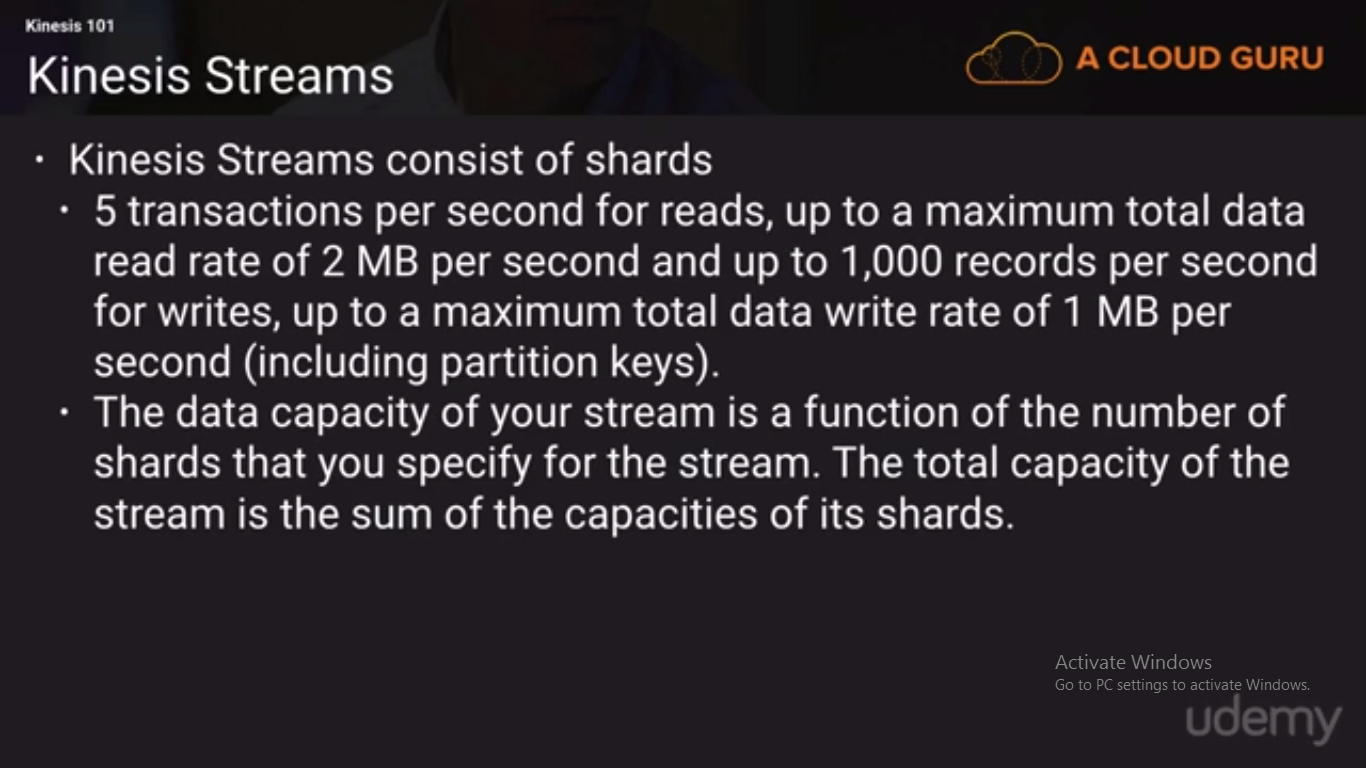 Kinesis 101
Kinesis Streams
A CLOUD GURU
• Kinesis Streams consist of shards
• 5 transactions per second for reads, up to a maximum total data
read rate of 2 MB per second and up to 1,000 records per second
for writes, up to a maximum total data write rate of 1 MB per
second (including partition keys).
• The data capacity of your stream is a function of the number of
shards that you specify for the stream. The total capacity of the
stream is the sum of the capacities of its shards.
Activate Windows
Go to PC settings to activate Windows.
udemy